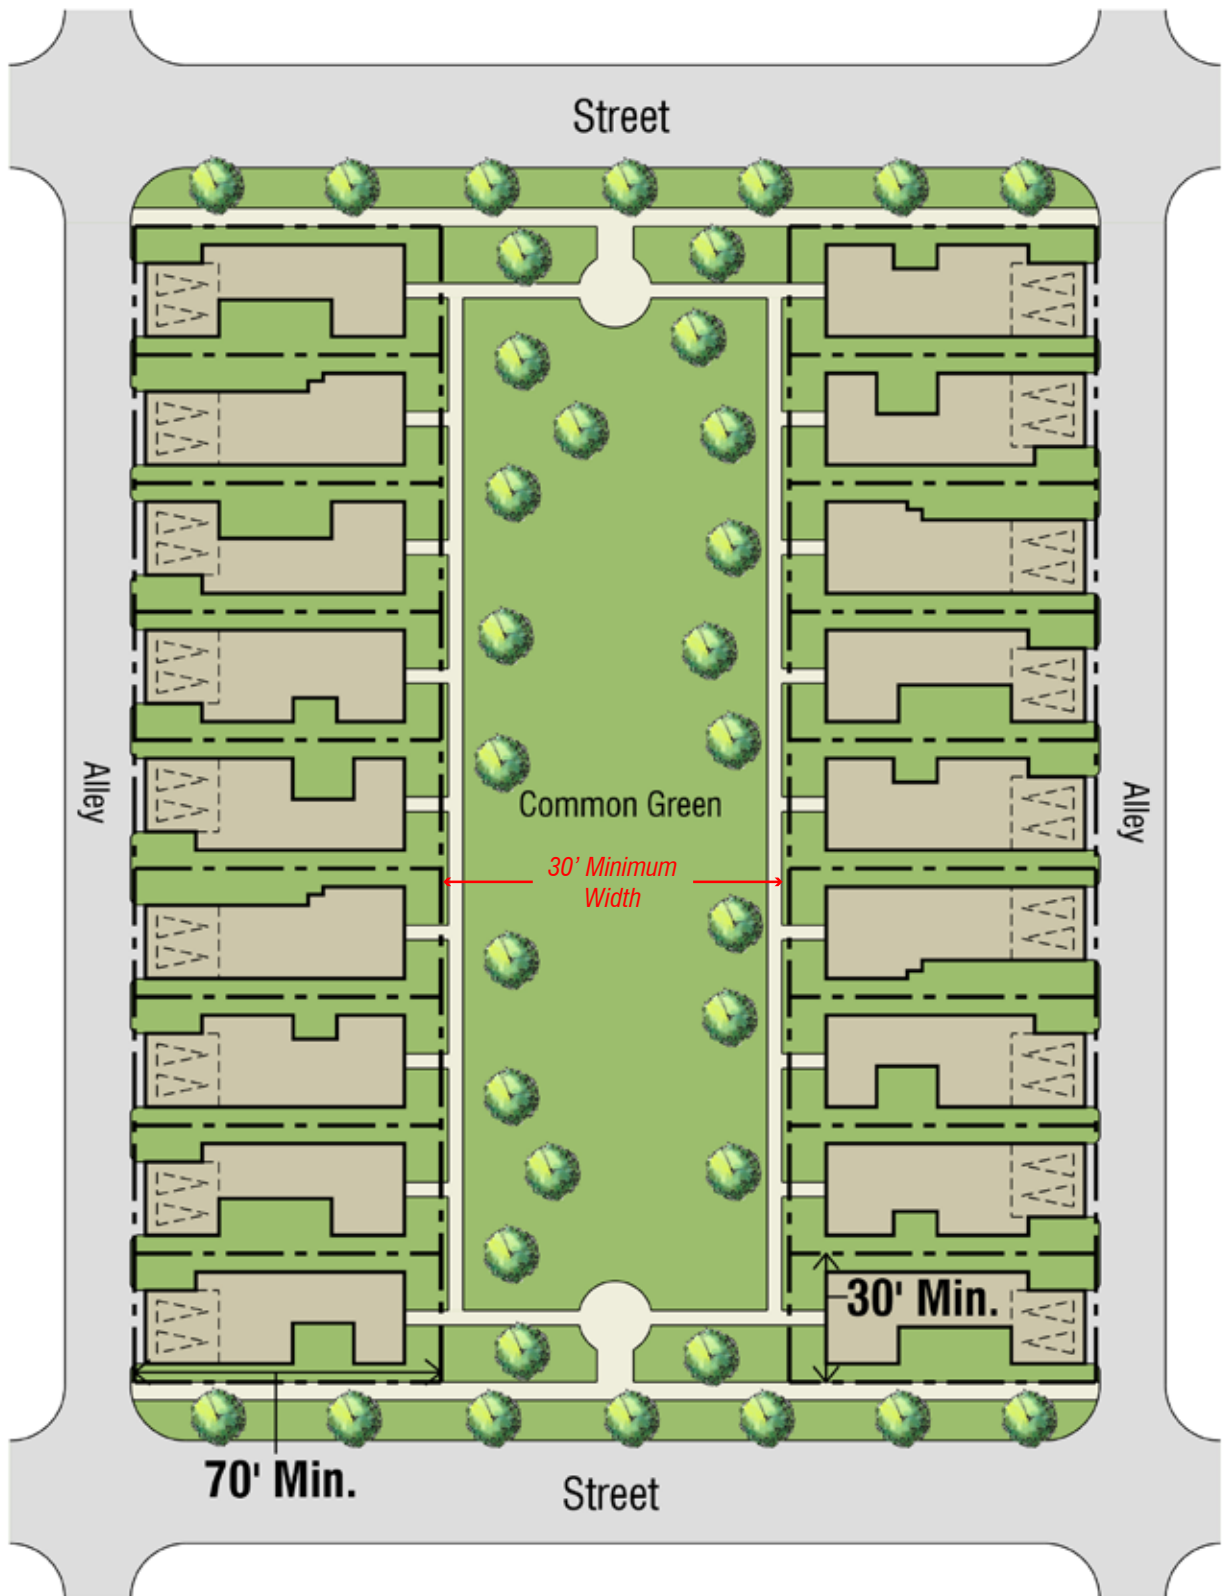 Street
Alley
Alley
Common Green
30’ Minimum
Width
30' Min.
70' Min.
Street